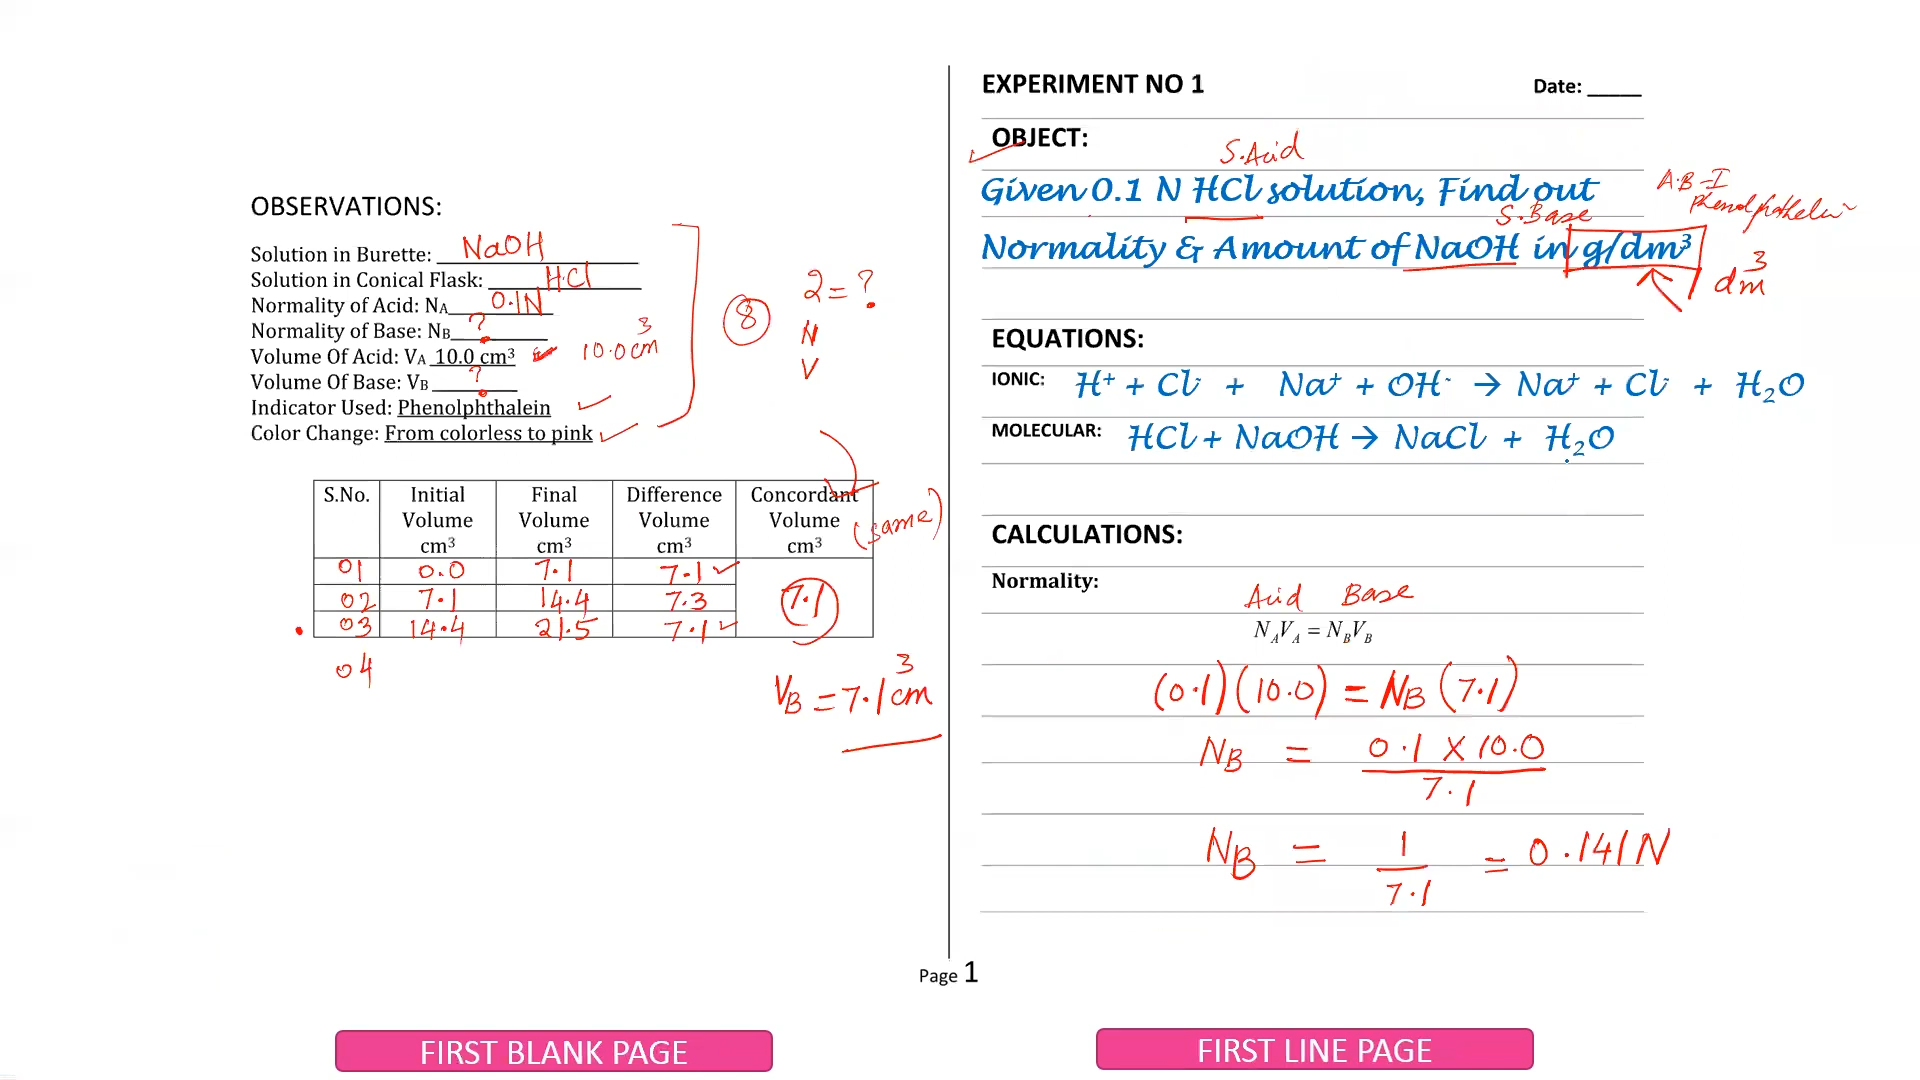 OBSERVATIONS:
Solution in Burette: NaOH
Solution in Conical Flask: HCl
Normality of Acid: NA 0.1N
Normality of Base: NB ?
Volume Of Acid: VA 10.0 cm³ 10.0 cm³
Volume Of Base: VB ?
Indicator Used: Phenolphthalein
Color Change: From colorless to pink
8
2 = ?
N
V
S.No. Initial Volume cm³ Final Volume cm³ Difference Volume cm³ Concordant Volume cm³
(same)
01 0.0 7.1 7.1
02 7.1 14.4 7.3 7.1
03 14.4 21.5 7.1
04
VB = 7.1 cm³
EXPERIMENT NO 1 Date: _____
OBJECT:
S.Acid
Given 0.1 N HCl solution, Find out
A.B=I
S.Base
Normality & Amount of NaOH in g/dm³
dm³
EQUATIONS:
IONIC: H⁺ + Cl⁻ + Na⁺ + OH⁻ → Na⁺ + Cl⁻ + H₂O
MOLECULAR: HCl + NaOH → NaCl + H₂O
CALCULATIONS:
Normality:
Acid Base
NAVA = NBVB
(0.1)(10.0) = NB (7.1)
NB = 0.1 X 10.0
7.1
NB = 1 = 0.141N
7.1
Page 1
FIRST BLANK PAGE
FIRST LINE PAGE